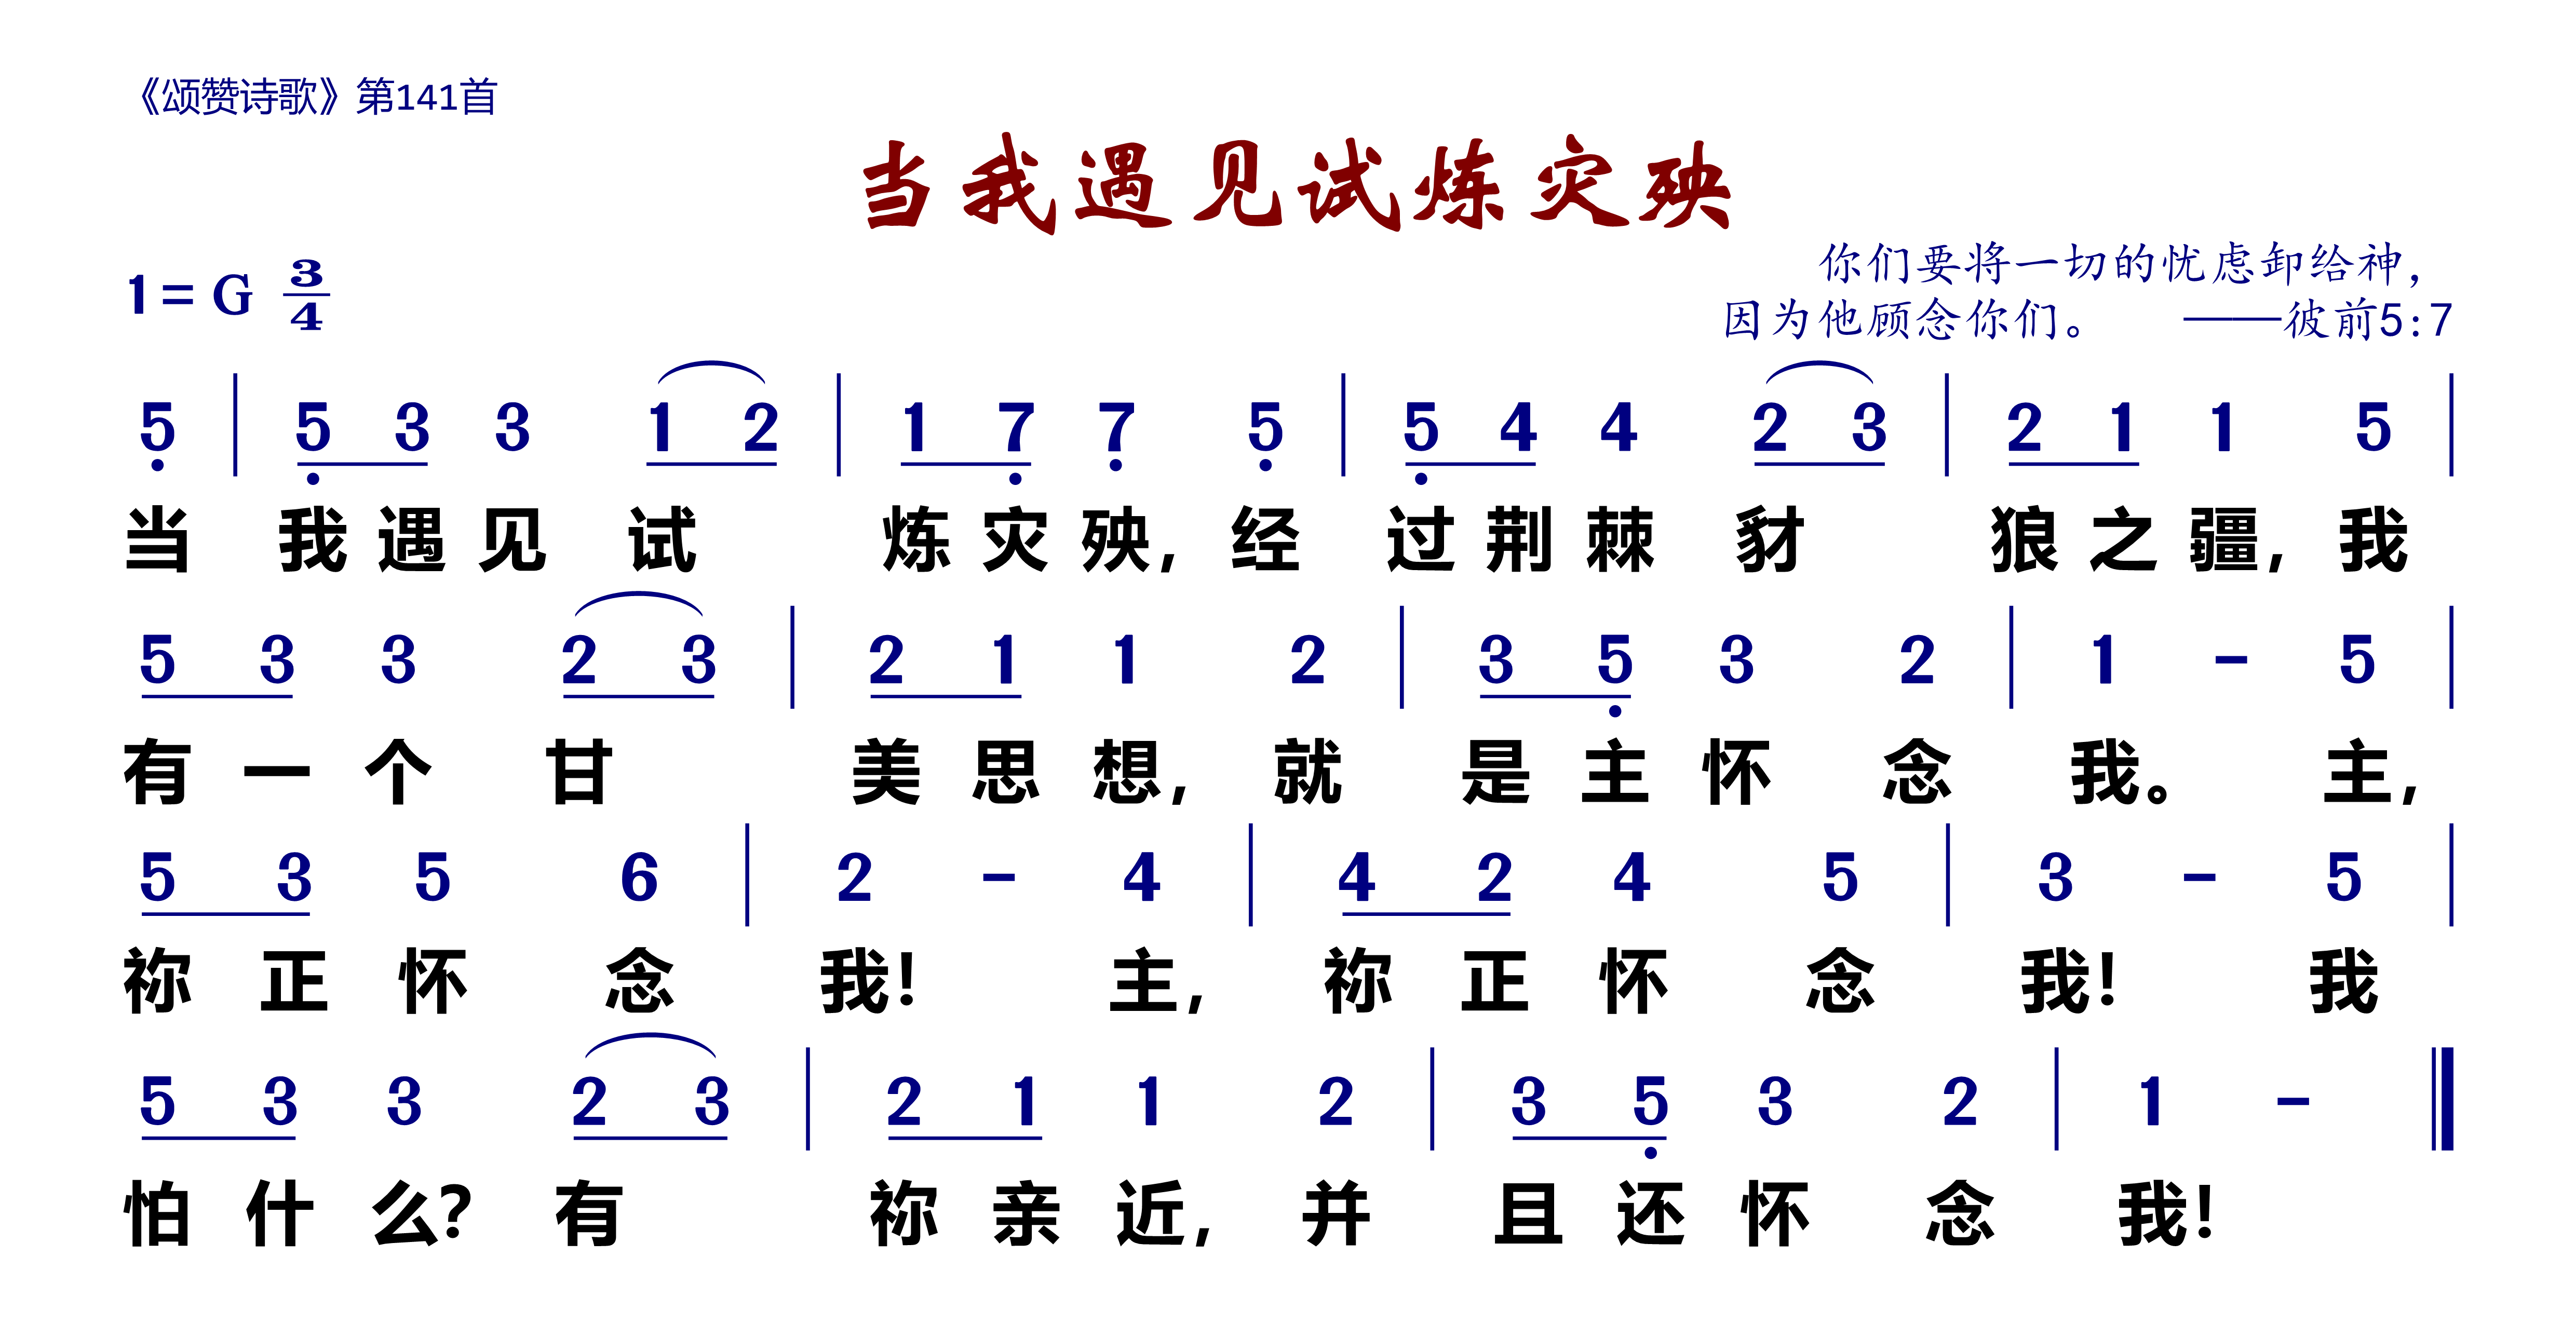 《颂赞诗歌》第141首
当我遇见试炼灾殃
1= G 3/4
你们要将一切的忧虑卸给神，
因为他顾念你们。 ——彼前5:7
5 | 5 3 3 1 2 | 1 7 7 5 | 5 4 4 2 3 | 2 1 1 5 |
当 我 遇 见 试 炼 灾 殃， 经 过 荆 棘 豺 狼 之 疆， 我
5 3 3 2 3 | 2 1 1 2 | 3 5 3 2 | 1 - 5 |
有 一 个 甘 美 思 想， 就 是 主 怀 念 我。 主，
5 3 5 6 | 2 - 4 | 4 2 4 5 | 3 - 5 |
祢 正 怀 念 我！ 主， 祢 正 怀 念 我！ 我
5 3 3 2 3 | 2 1 1 2 | 3 5 3 2 | 1 - ‖
怕 什 么？ 有 祢 亲 近， 并 且 还 怀 念 我！